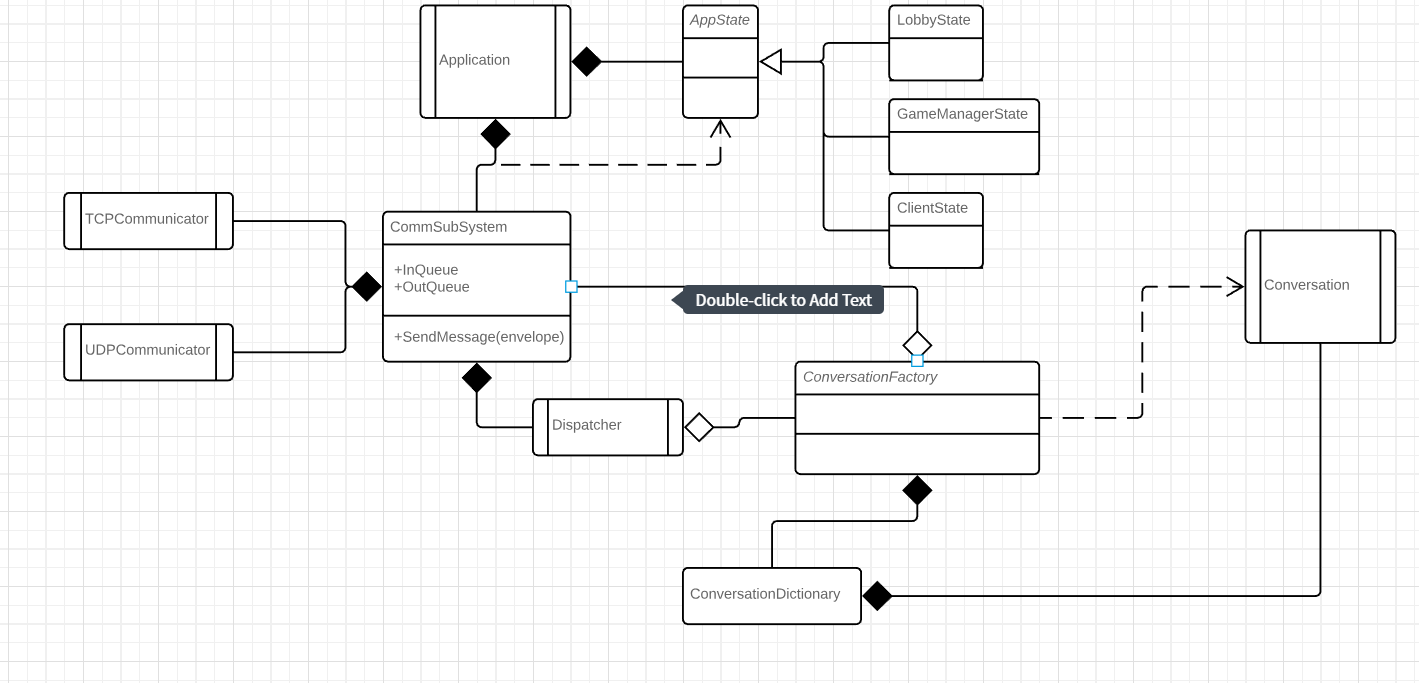 Application
AppState
LobbyState
GameManagerState
ClientState
TCPCommunicator
UDPCommunicator
CommSubSystem
+InQueue
+OutQueue
+SendMessage(envelope)
Double-click to Add Text
Conversation
ConversationFactory
Dispatcher
ConversationDictionary